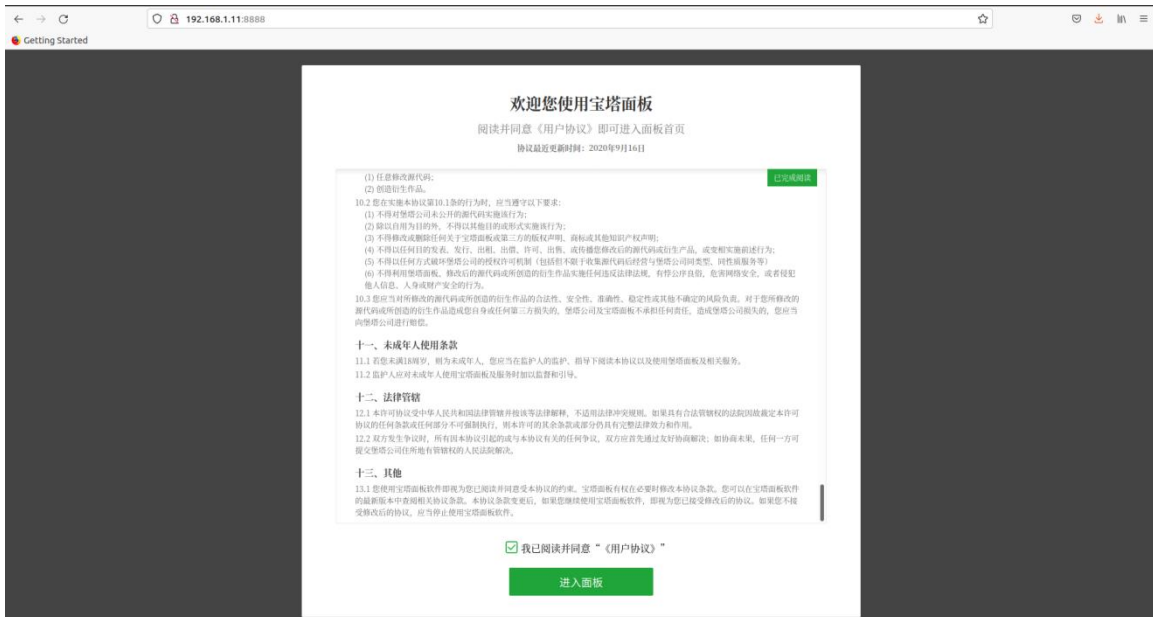 192.168.1.11:8888
Getting Started
欢迎您使用宝塔面板
阅读并同意《用户协议》即可进入面板首页
协议最近更新时间：2020年9月16日
已完成阅读
(1) 任意修改源代码;
(2) 创造衍生作品。
10.2 您在实施本协议第10.1条的行为时，应当遵守以下要求:
(1) 不得对堡塔公司未公开的源代码实施该行为;
(2) 除以自用为目的外，不得以其他目的或形式实施该行为;
(3) 不得修改或删除任何关于宝塔面板或第三方的版权声明、商标或其他知识产权声明;
(4) 不得以任何目的发表、发行、出租、出借、许可、出售、或传播您修改后的源代码或衍生产品，或变相实施前述行为;
(5) 不得以任何方式破坏堡塔公司的授权许可机制（包括但不限于收集源代码后经营与堡塔公司同类型、同性质服务等）
(6) 不得利用堡塔面板、修改后的源代码或所创造的衍生作品实施任何违反法律法规、有悖公序良俗、危害网络安全、或者侵犯
他人信息、人身或财产安全的行为。
10.3 您应当对所修改的源代码或所创造的衍生作品的合法性、安全性、准确性、稳定性或其他不确定的风险负责。对于您所修改的
源代码或所创造的衍生作品造成您自身或任何第三方损失的，堡塔公司及宝塔面板不承担任何责任，造成堡塔公司损失的，您应当
向堡塔公司进行赔偿。
十一、未成年人使用条款
11.1 若您未满18周岁，则为未成年人，您应当在监护人的监护、指导下阅读本协议以及使用堡塔面板及相关服务。
11.2 监护人应对未成年人使用宝塔面板及服务时加以监督和引导。
十二、法律管辖
12.1 本许可协议受中华人民共和国法律管辖并按该等法律解释，不适用法律冲突规则。如果具有合法管辖权的法院因故裁定本许可
协议的任何条款或任何部分不可强制执行，则本许可的其余条款或部分仍具有完整法律效力和作用。
12.2 双方发生争议时，所有因本协议引起的或与本协议有关的任何争议，双方应首先通过友好协商解决；如协商未果，任何一方可
提交堡塔公司住所地有管辖权的人民法院解决。
十三、其他
13.1 您使用宝塔面板软件即视为您已阅读并同意受本协议的约束。宝塔面板有权在必要时修改本协议条款。您可以在宝塔面板软件
的最新版本中查阅相关协议条款。本协议条款变更后，如果您继续使用宝塔面板软件，即视为您已接受修改后的协议。如果您不接
受修改后的协议，应当停止使用宝塔面板软件。
我已阅读并同意“《用户协议》”
进入面板